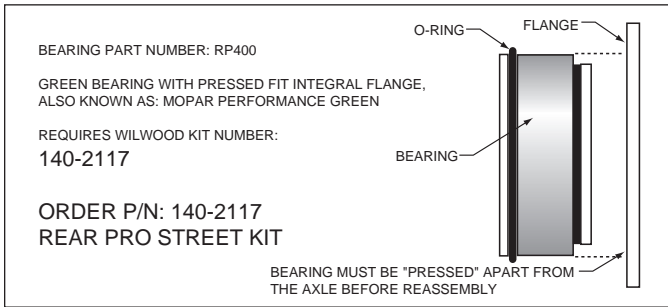 BEARING PART NUMBER: RP400
GREEN BEARING WITH PRESSED FIT INTEGRAL FLANGE,
ALSO KNOWN AS: MOPAR PERFORMANCE GREEN
REQUIRES WILWOOD KIT NUMBER:
140-2117
ORDER P/N: 140-2117
REAR PRO STREET KIT
O-RING
FLANGE
BEARING
BEARING MUST BE "PRESSED" APART FROM
THE AXLE BEFORE REASSEMBLY